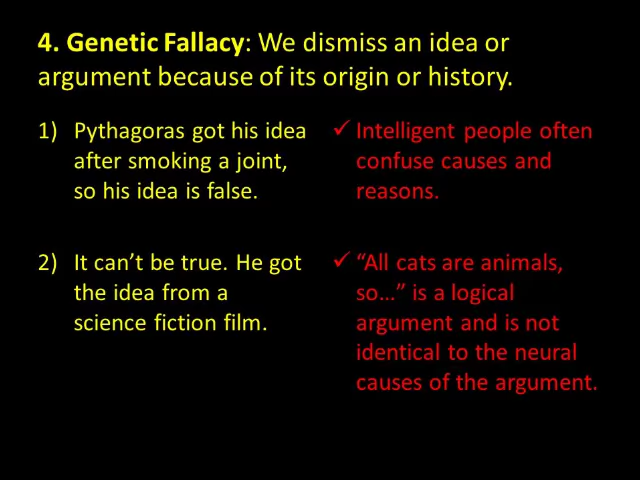 4. Genetic Fallacy: We dismiss an idea or
argument because of its origin or history.
1) Pythagoras got his idea
after smoking a joint,
so his idea is false.
2) It can’t be true. He got
the idea from a
science fiction film.
✓ Intelligent people often
confuse causes and
reasons.
✓ “All cats are animals,
so…” is a logical
argument and is not
identical to the neural
causes of the argument.